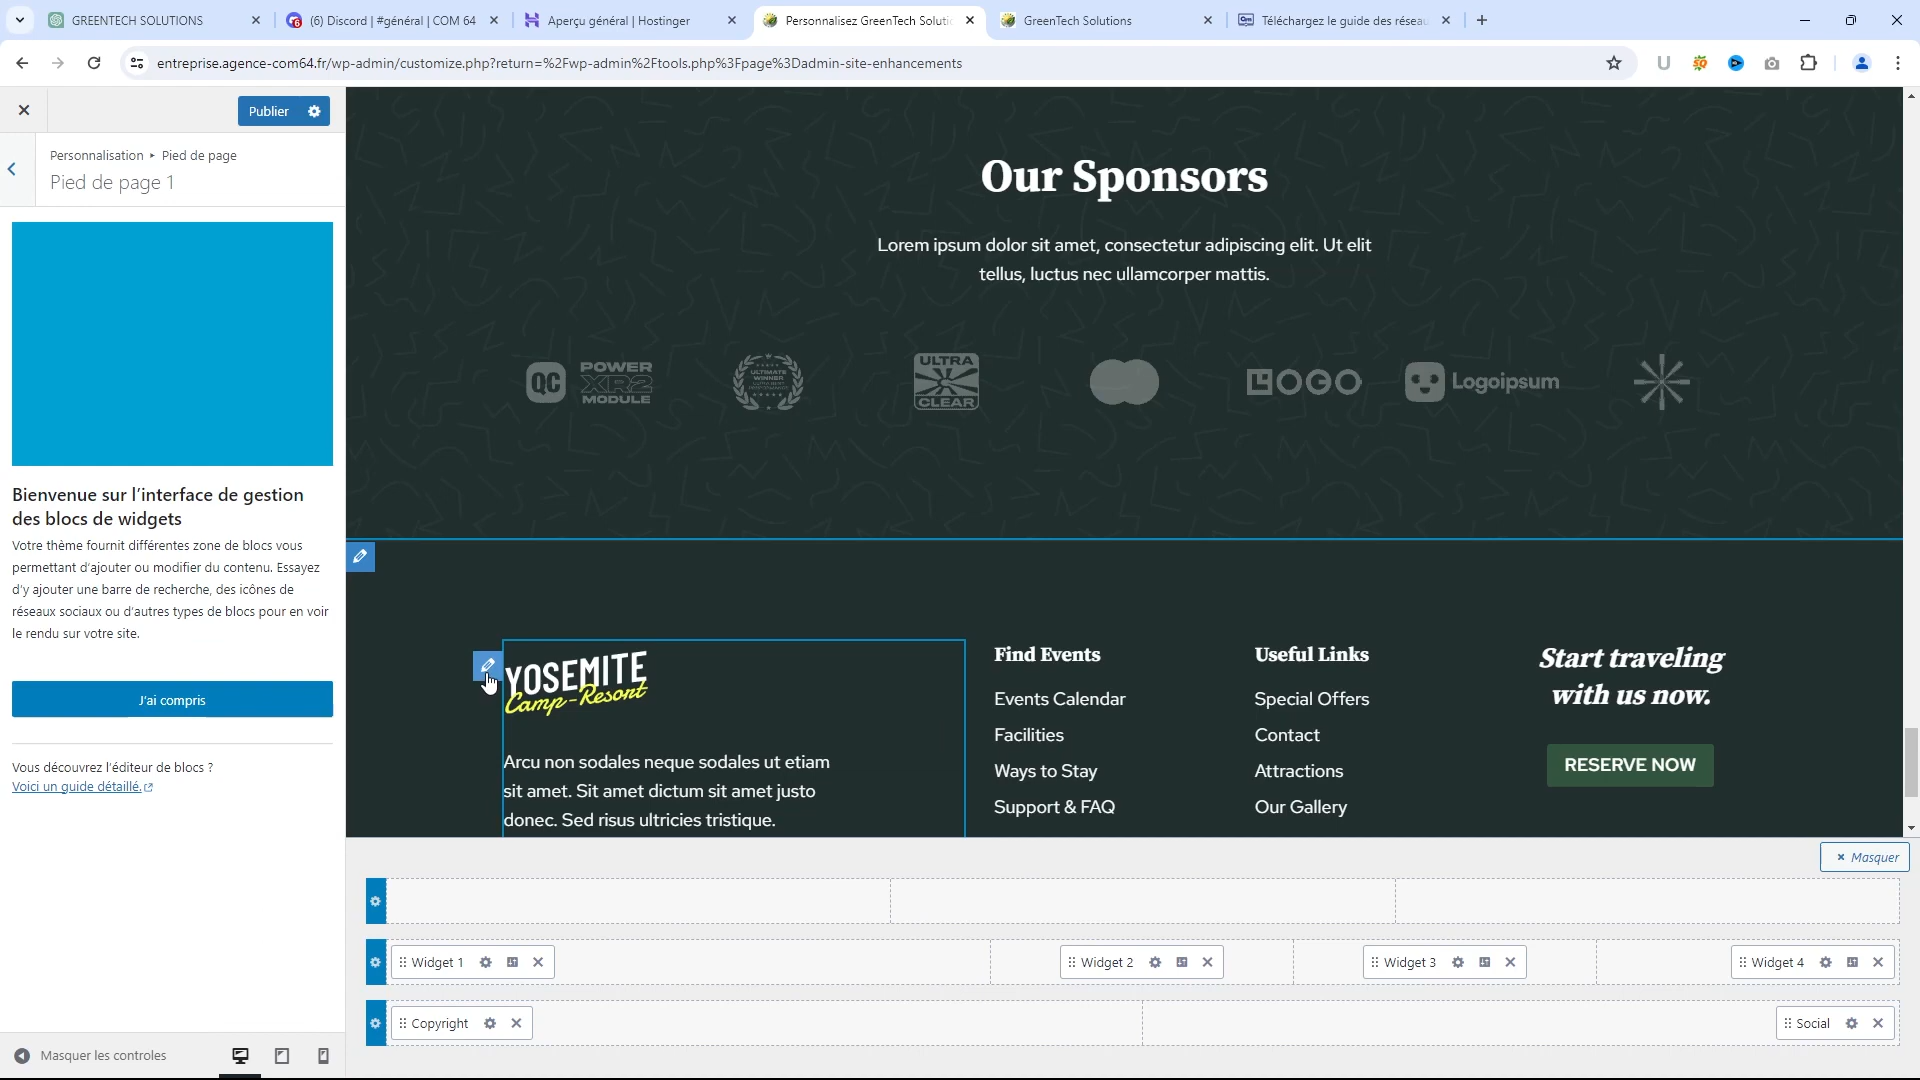 GREENTECH SOLUTIONS
(6) Discord | #général | COM 64
Aperçu général | Hostinger
Personnalisez GreenTech Soluti
GreenTech Solutions
Téléchargez le guide des résea
entreprise.agence-com64.fr/wp-admin/customize.php?return=%2Fwp-admin%2Ftools.php%3Fpage%3Dadmin-site-enhancements
Publier
Personnalisation ▸ Pied de page
Pied de page 1
Bienvenue sur l'interface de gestion
des blocs de widgets
Votre thème fournit différentes zone de blocs vous
permettant d'ajouter ou modifier du contenu. Essayez
d'y ajouter une barre de recherche, des icônes de
réseaux sociaux ou d'autres types de blocs pour en voir
le rendu sur votre site.
J'ai compris
Vous découvrez l'éditeur de blocs ?
Voici un guide détaillé.
Masquer les controles
Our Sponsors
Lorem ipsum dolor sit amet, consectetur adipiscing elit. Ut elit
tellus, luctus nec ullamcorper mattis.
QC
POWER
XR2
MODULE
ULTIMATE
WINNER
ULTRA
CLEAR
LOGO
Logoipsum
YOSEMITE
Camp-Resort
Arcu non sodales neque sodales ut etiam
sit amet. Sit amet dictum sit amet justo
donec. Sed risus ultricies tristique.
Find Events
Events Calendar
Facilities
Ways to Stay
Support & FAQ
Useful Links
Special Offers
Contact
Attractions
Our Gallery
Start traveling
with us now.
RESERVE NOW
× Masquer
Widget 1
Widget 2
Widget 3
Widget 4
Copyright
Social